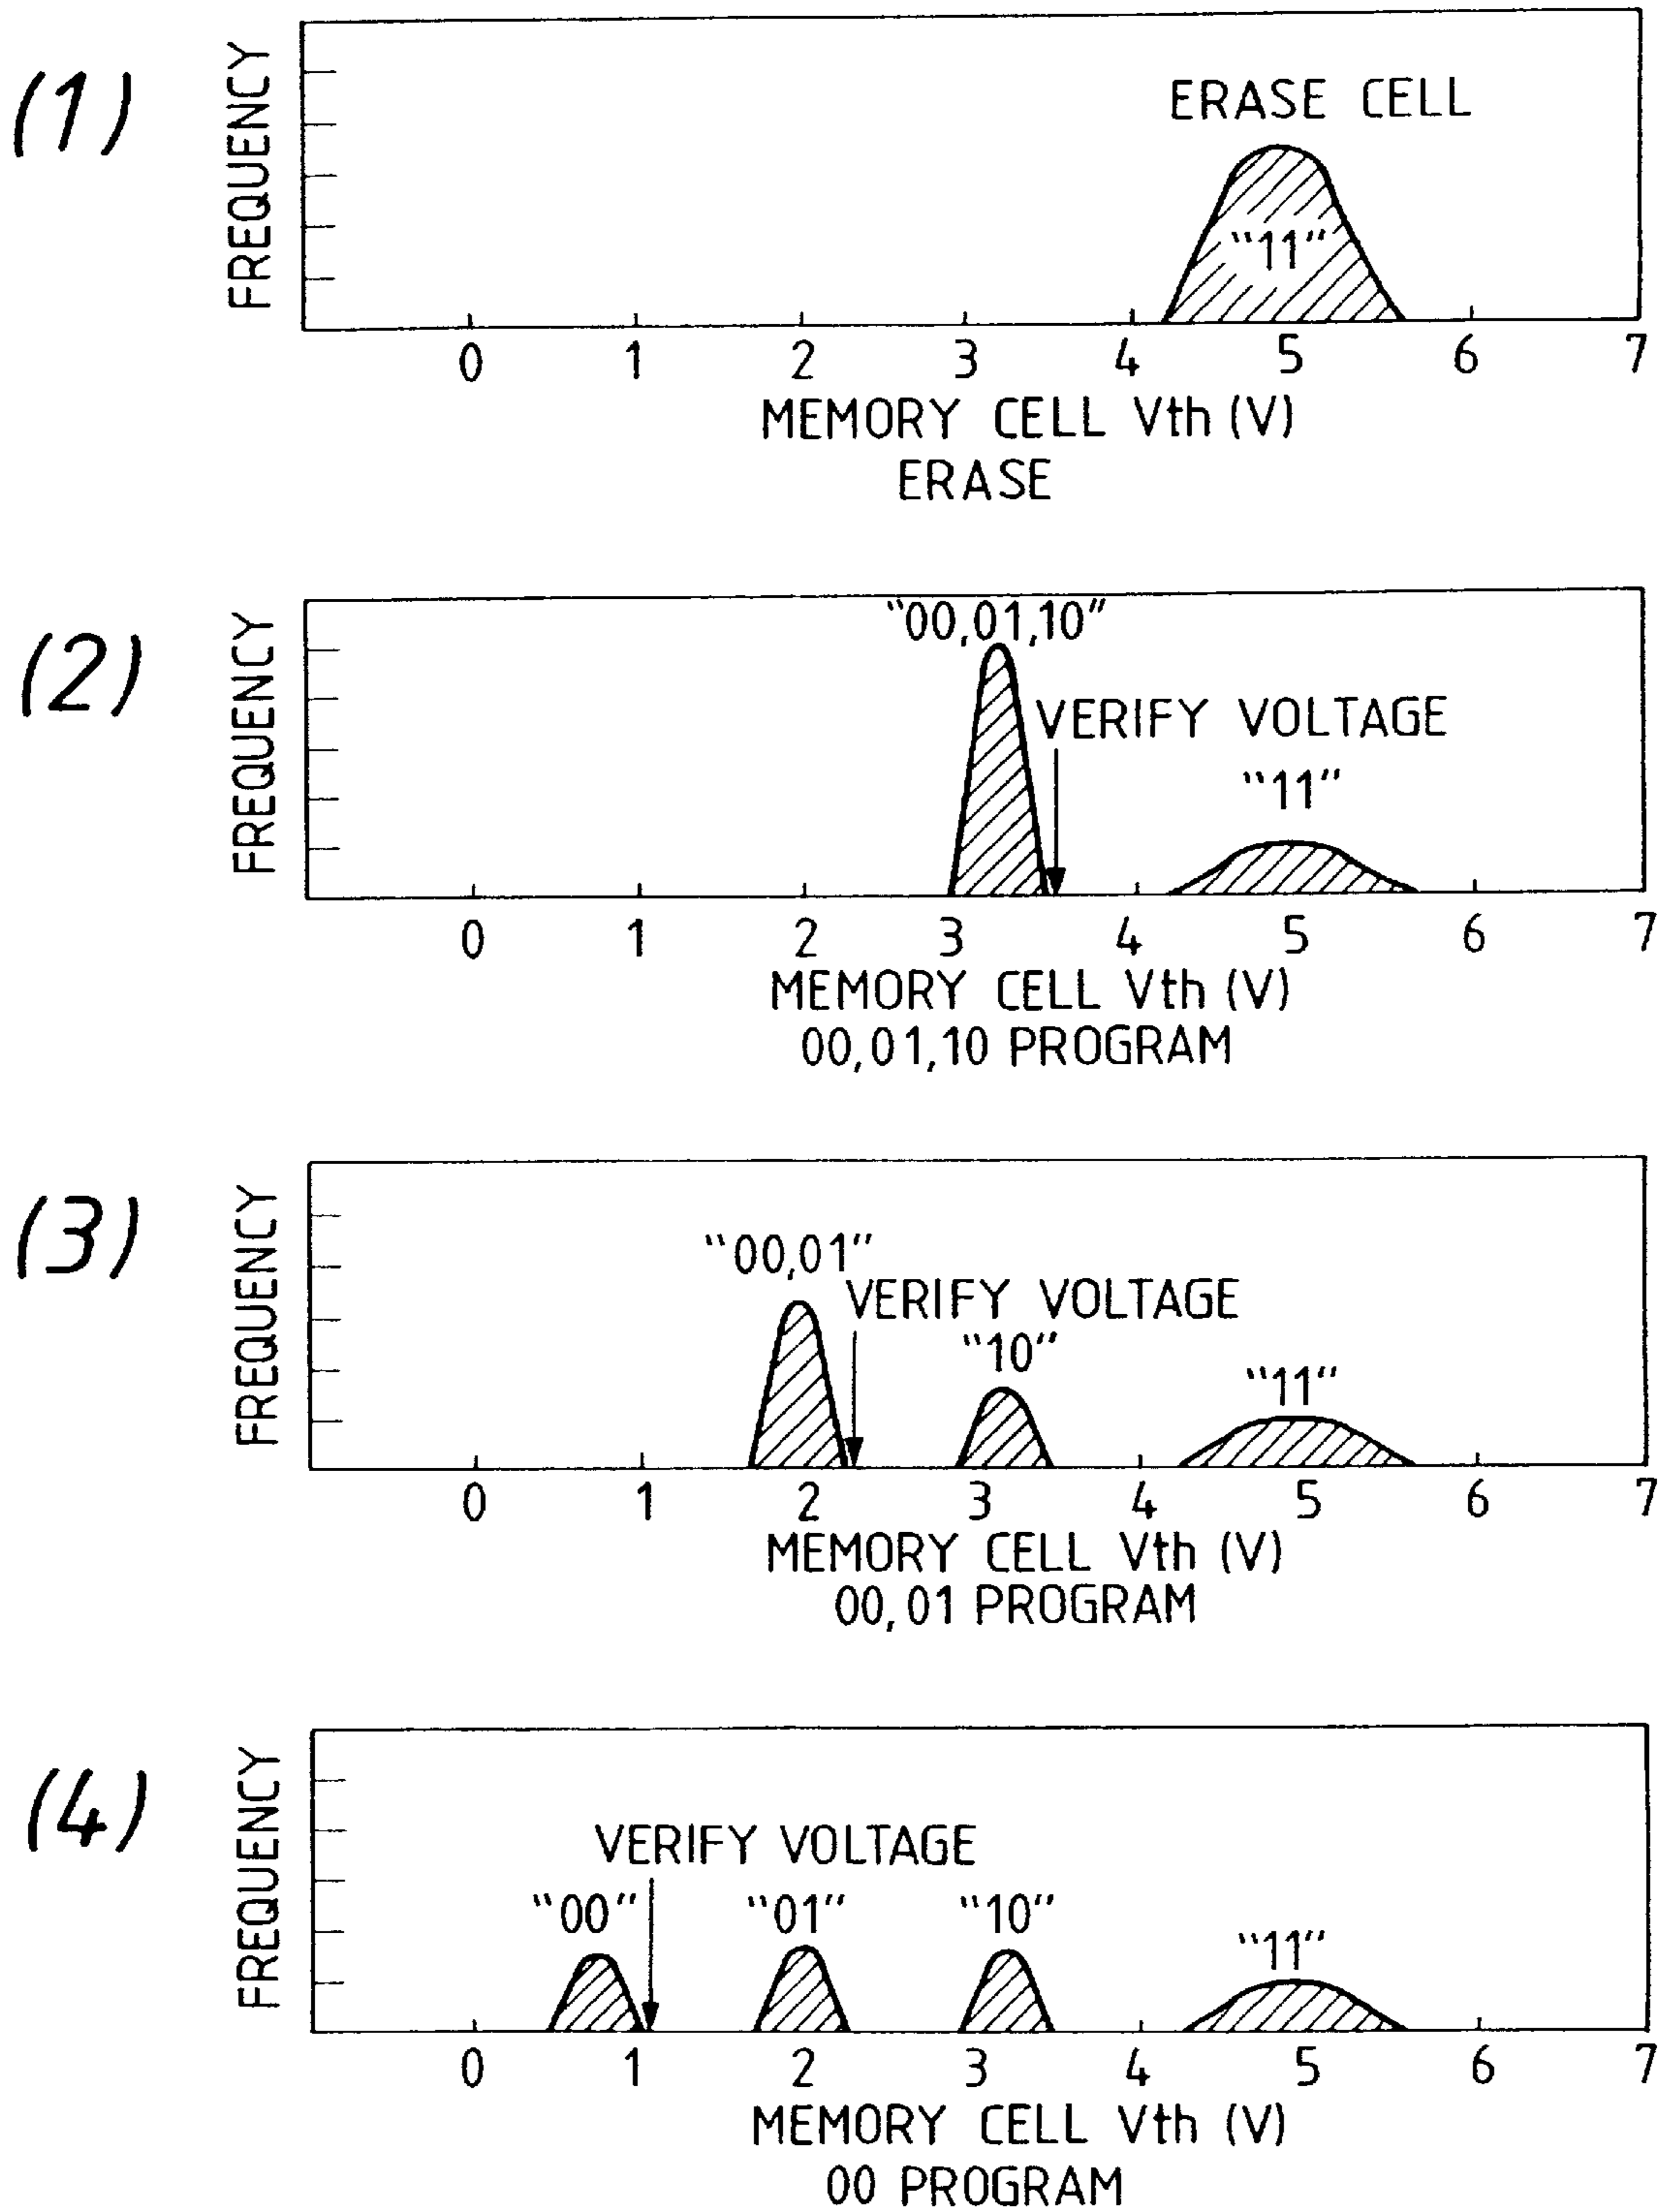 (1)
FREQUENCY
ERASE CELL
“11”
0 1 2 3 4 5 6 7
MEMORY CELL Vth (V)
ERASE
(2)
FREQUENCY
“00,01,10”
VERIFY VOLTAGE
“11”
0 1 2 3 4 5 6 7
MEMORY CELL Vth (V)
00,01,10 PROGRAM
(3)
FREQUENCY
“00,01”
VERIFY VOLTAGE
“10”
“11”
0 1 2 3 4 5 6 7
MEMORY CELL Vth (V)
00,01 PROGRAM
(4)
FREQUENCY
VERIFY VOLTAGE
“00” “01” “10” “11”
0 1 2 3 4 5 6 7
MEMORY CELL Vth (V)
00 PROGRAM